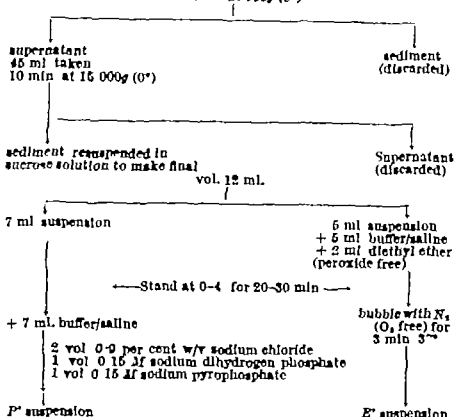 supernatant
45 ml taken
10 min at 15 000g (0°)
sediment
(discarded)
sediment resuspended in
sucrose solution to make final
vol. 12 ml.
Supernatant
(discarded)
7 ml suspension
5 ml suspension
+ 5 ml buffer/saline
+ 2 ml diethyl ether
(peroxide free)
Stand at 0-4 for 20-30 min
+ 7 ml. buffer/saline
bubble with N₂
(O₂ free) for
3 min
2 vol 0·9 per cent w/v sodium chloride
1 vol 0 15 M sodium dihydrogen phosphate
1 vol 0 15 M sodium pyrophosphate
P' suspension
E' suspension